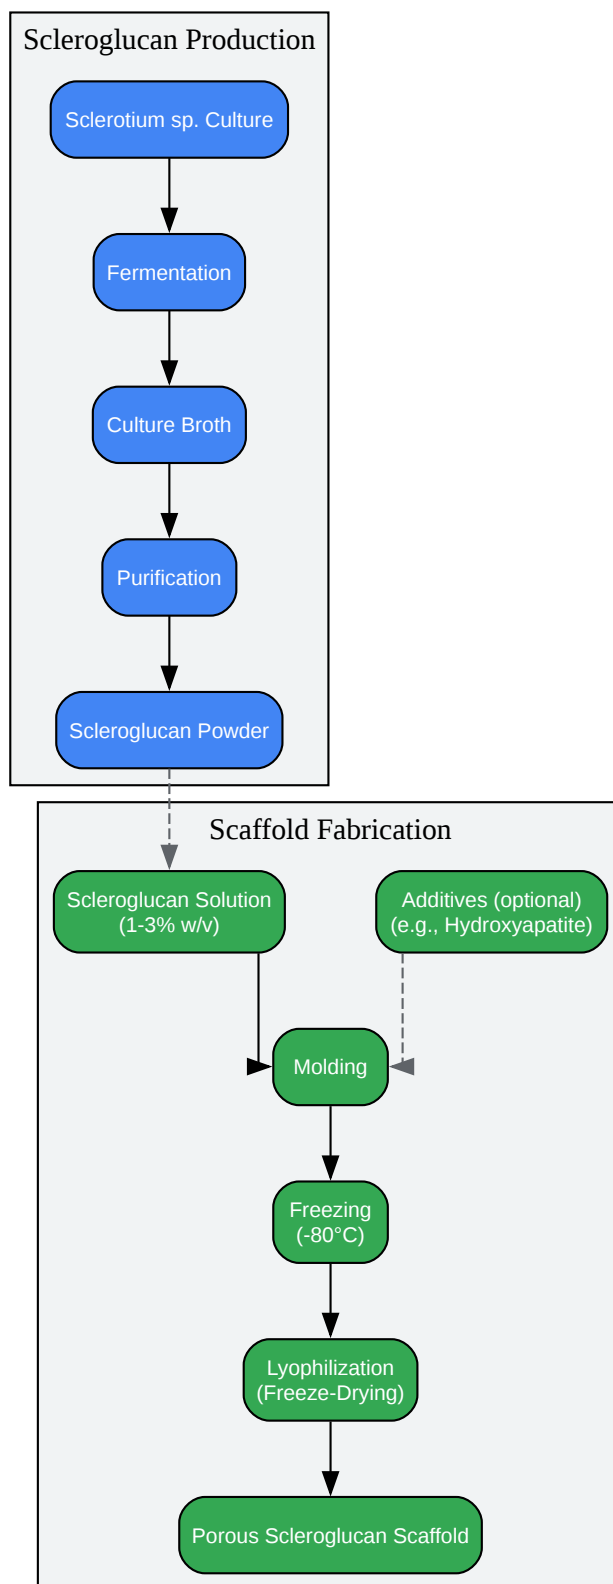 Scleroglucan Production
Sclerotium sp. Culture
Fermentation
Culture Broth
Purification
Scleroglucan Powder
Scaffold Fabrication
Scleroglucan Solution
(1-3% w/v)
Additives (optional)
(e.g., Hydroxyapatite)
Molding
Freezing
(-80°C)
Lyophilization
(Freeze-Drying)
Porous Scleroglucan Scaffold